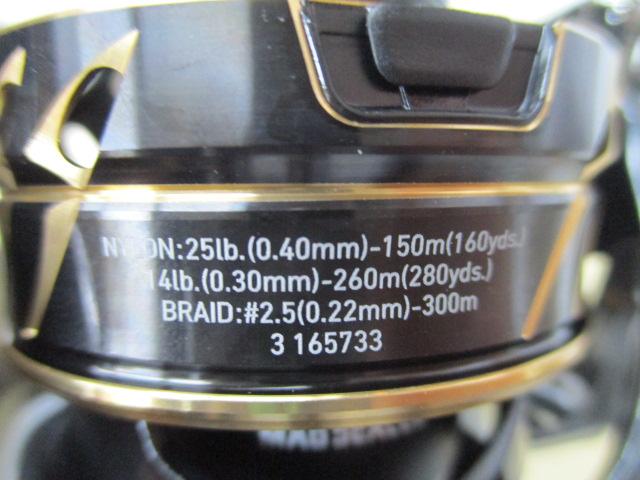 NYLON:25lb.(0.40mm)-150m(160yds.)
14lb.(0.30mm)-260m(280yds.)
BRAID:#2.5(0.22mm)-300m
3 165733